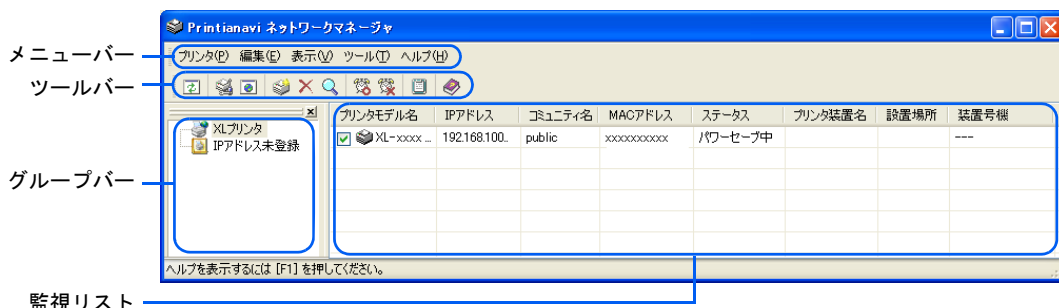 Printianavi ネットワークマネージャ
メニューバー
プリンタ(P) 編集(E) 表示(V) ツール(T) ヘルプ(H)
ツールバー
プリンタモデル名 IPアドレス コミュニティ名 MACアドレス ステータス プリンタ装置名 設置場所 装置号機
XLプリンタ
IPアドレス未登録
XL-xxxx ... 192.168.100... public xxxxxxxxxx パワーセーブ中 ---
グループバー
ヘルプを表示するには [F1] を押してください。
監視リスト